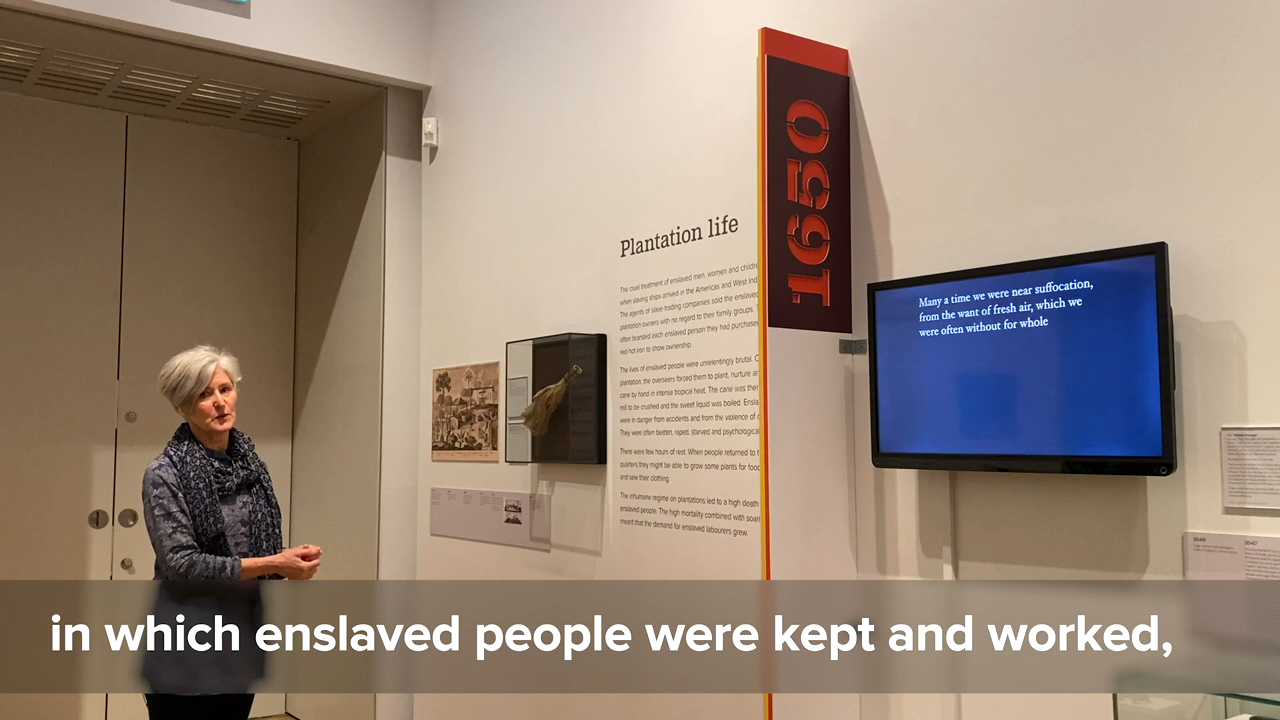 Plantation life
The cruel treatment of enslaved men, women and childre
when slaving ships arrived in the Americas and West Ind
The agents of slave-trading companies sold the enslaved
plantation owners with no regard to their family groups. T
often branded each enslaved person they had purchased
red-hot iron to show ownership.
The lives of enslaved people were unrelentingly brutal. O
plantation, the overseers forced them to plant, nurture an
cane by hand in intense tropical heat. The cane was then
mill to be crushed and the sweet liquid was boiled. Ensla
were in danger from accidents and from the violence of o
They were often beaten, raped, starved and psychological
There were few hours of rest. When people returned to t
quarters they might be able to grow some plants for food
and sew their clothing.
The inhumane regime on plantations led to a high death
enslaved people. The high mortality combined with soar
meant that the demand for enslaved labourers grew.
1650
Many a time we were near suffocation,
from the want of fresh air, which we
were often without for whole
1646
1647
in which enslaved people were kept and worked,